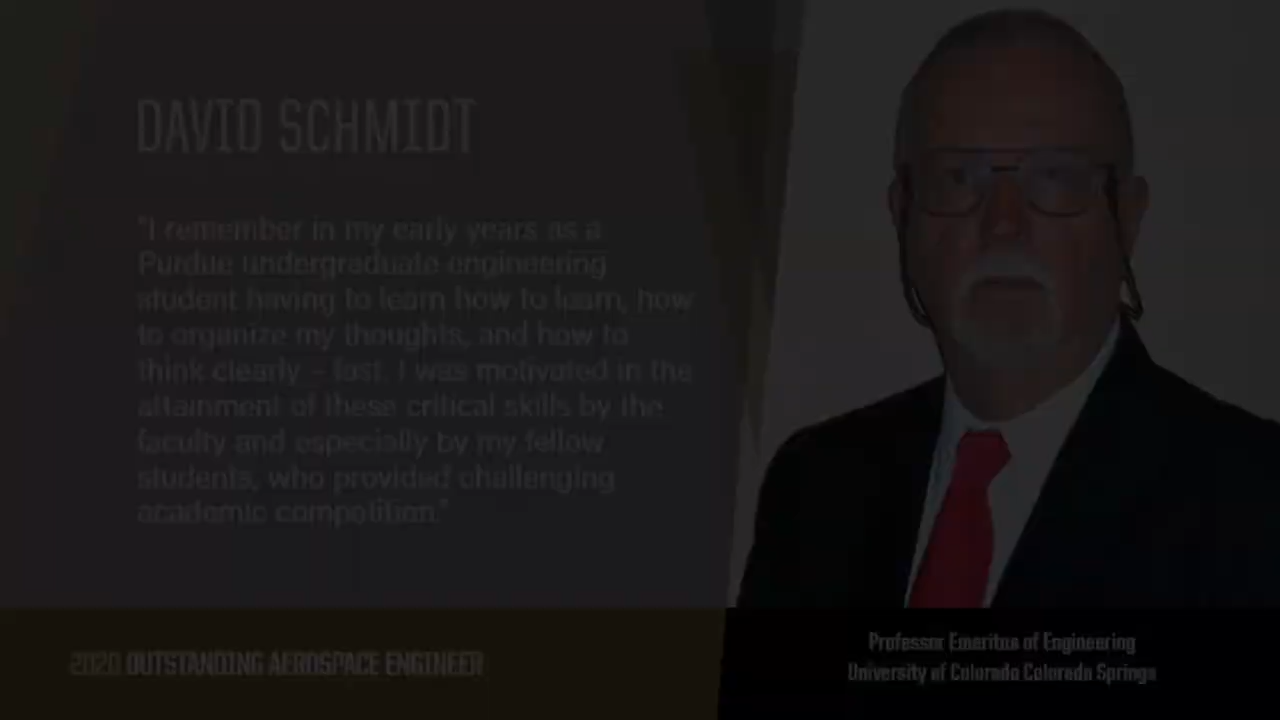 DAVID SCHMIDT
"I remember in my early years as a
Purdue undergraduate engineering
student having to learn how to learn, how
to organize my thoughts, and how to
think clearly – fast. I was motivated in the
attainment of these critical skills by the
faculty and especially by my fellow
students, who provided challenging
academic competition."
2020 OUTSTANDING AEROSPACE ENGINEER
Professor Emeritus of Engineering
University of Colorado Colorado Springs